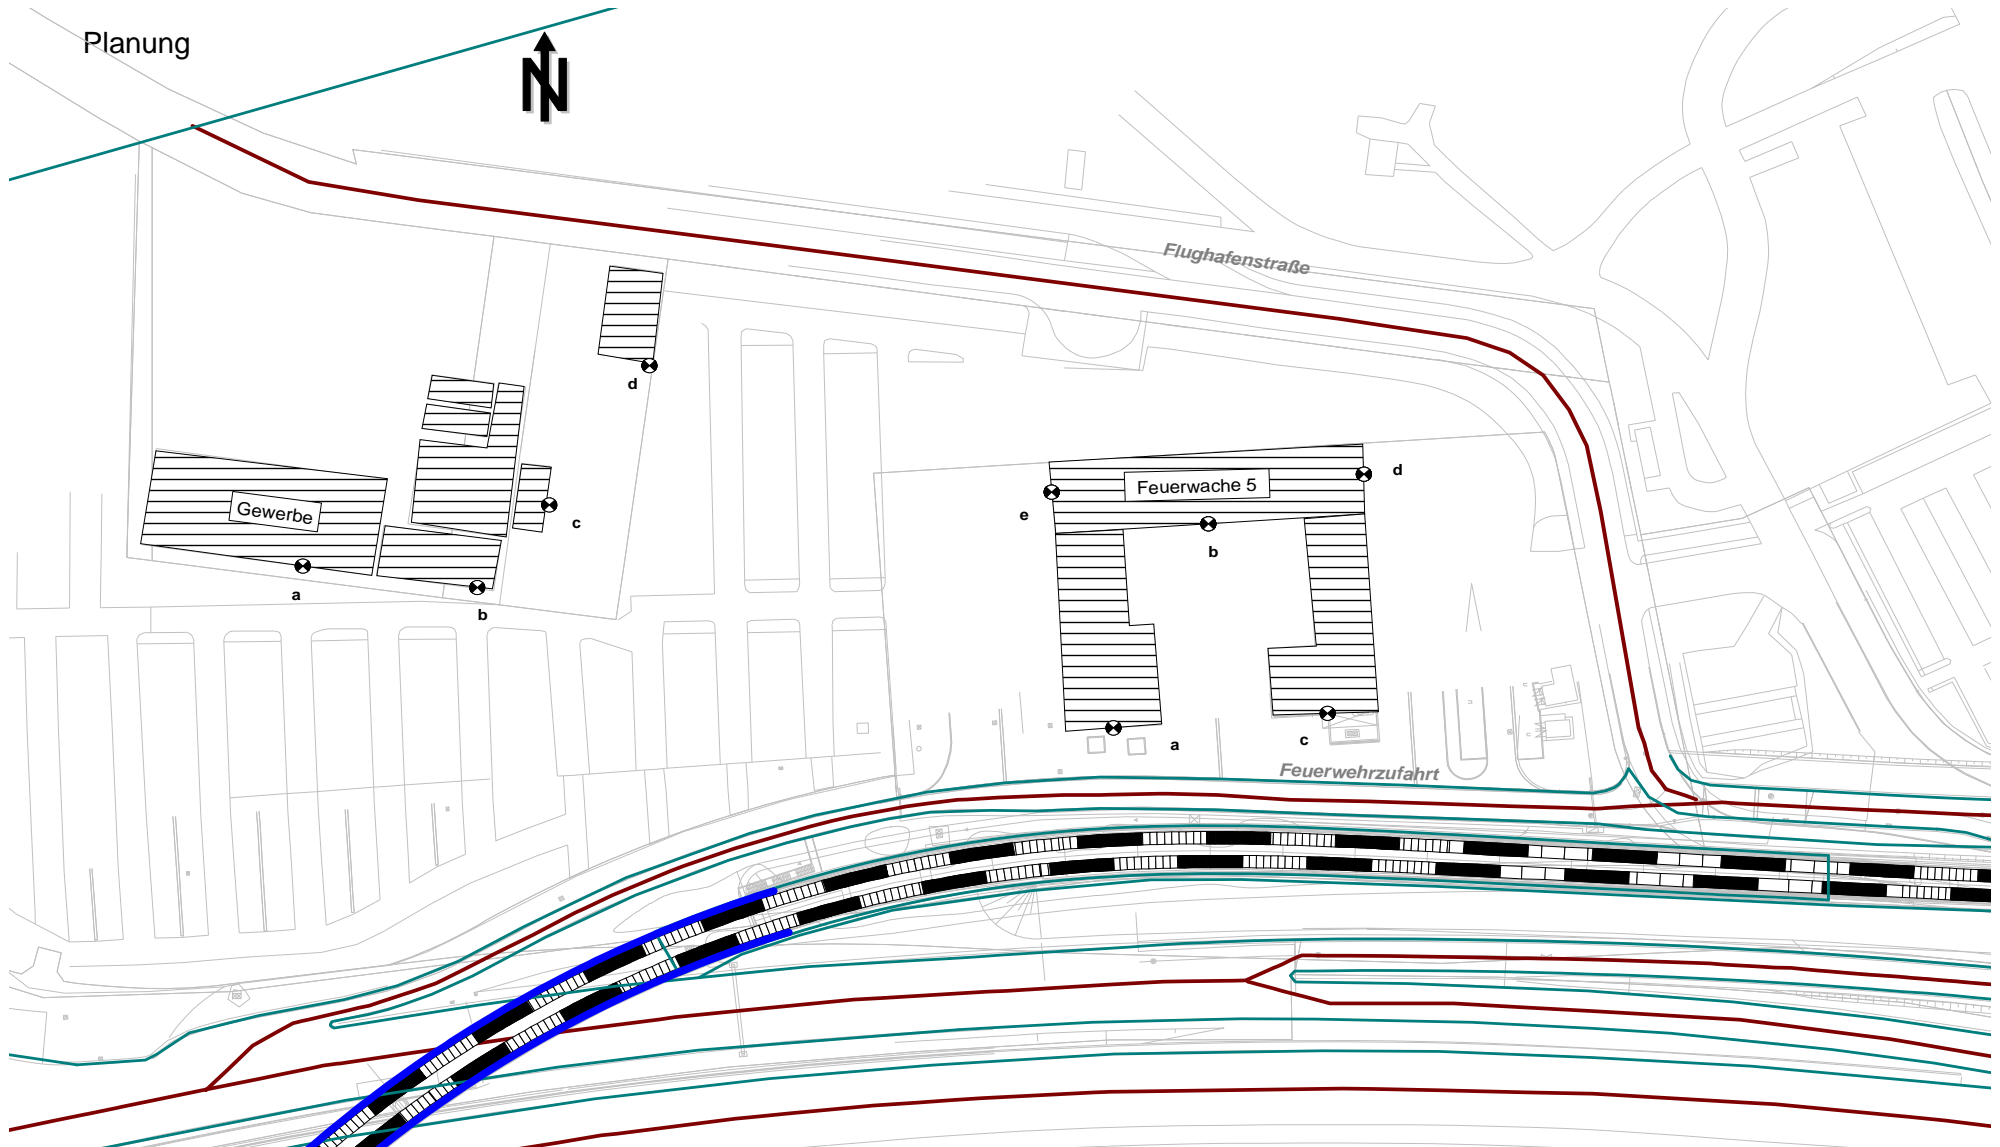 Planung
N
Flughafenstraße
d
Gewerbe
c
a
b
Feuerwache 5
d
e
b
a
c
Feuerwehrzufahrt